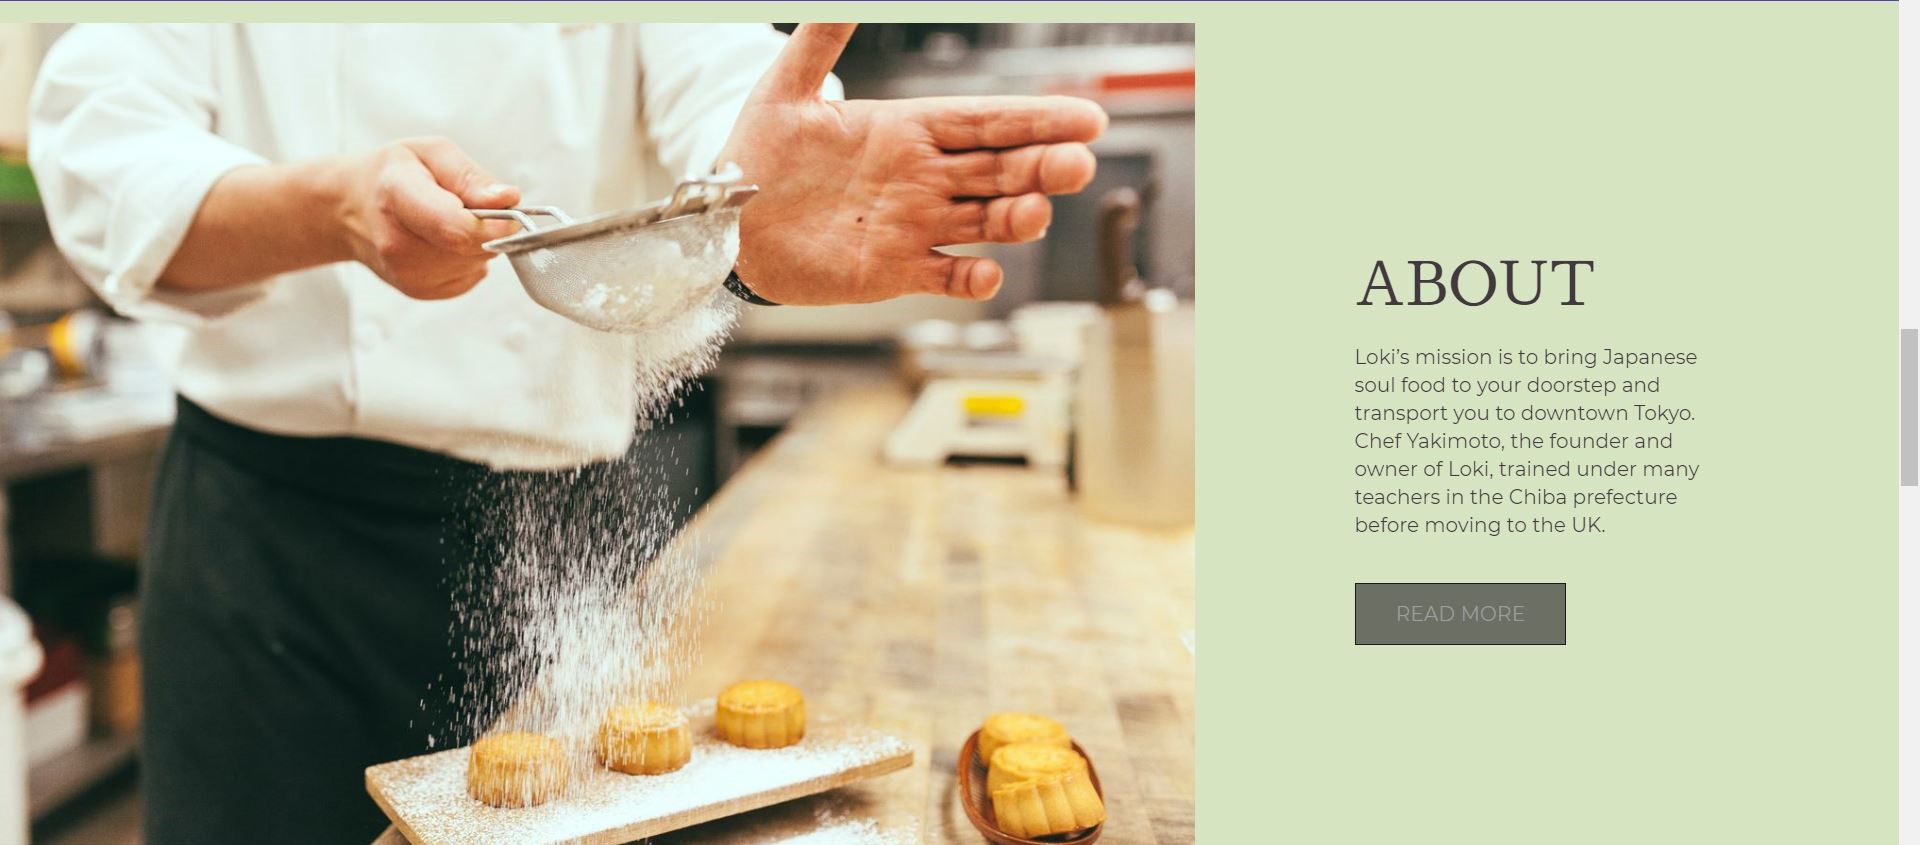 ABOUT
Loki’s mission is to bring Japanese
soul food to your doorstep and
transport you to downtown Tokyo.
Chef Yakimoto, the founder and
owner of Loki, trained under many
teachers in the Chiba prefecture
before moving to the UK.
READ MORE